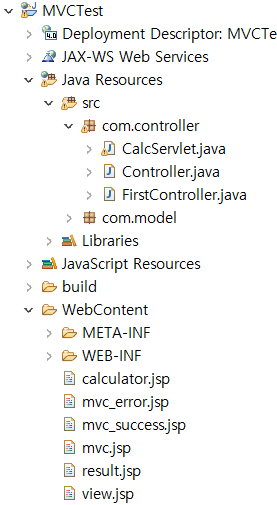 MVCTest
Deployment Descriptor: MVCTe
JAX-WS Web Services
Java Resources
src
com.controller
CalcServlet.java
Controller.java
FirstController.java
com.model
Libraries
JavaScript Resources
build
WebContent
META-INF
WEB-INF
calculator.jsp
mvc_error.jsp
mvc_success.jsp
mvc.jsp
result.jsp
view.jsp